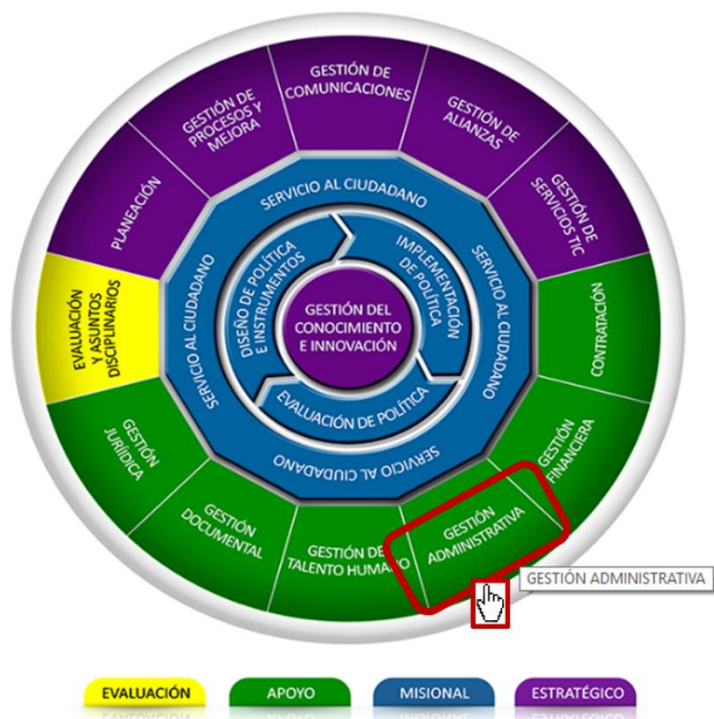 GESTIÓN DE
COMUNICACIONES
GESTIÓN DE
ALIANZAS
GESTIÓN DE
SERVICIOS TIC
CONTRATACIÓN
GESTIÓN
FINANCIERA
GESTIÓN
ADMINISTRATIVA
GESTIÓN DE
TALENTO HUMANO
GESTIÓN
DOCUMENTAL
GESTIÓN
JURÍDICA
EVALUACIÓN
Y ASUNTOS
DISCIPLINARIOS
PLANEACIÓN
GESTIÓN DE
PROCESOS Y
MEJORA
SERVICIO AL CIUDADANO
SERVICIO AL CIUDADANO
SERVICIO AL CIUDADANO
SERVICIO AL CIUDADANO
DISEÑO DE POLÍTICA
E INSTRUMENTOS
IMPLEMENTACIÓN
DE POLÍTICA
EVALUACIÓN DE POLÍTICA
GESTIÓN DEL
CONOCIMIENTO
E INNOVACIÓN
GESTIÓN ADMINISTRATIVA
EVALUACIÓN
APOYO
MISIONAL
ESTRATÉGICO